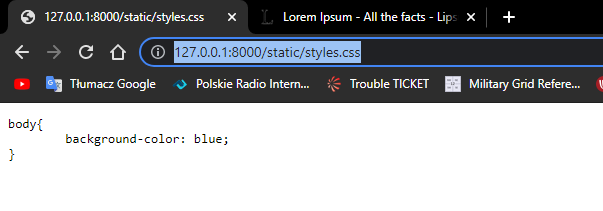 127.0.0.1:8000/static/styles.css
Lorem Ipsum - All the facts - Lips
127.0.0.1:8000/static/styles.css
Tłumacz Google
Polskie Radio Intern...
Trouble TICKET
Military Grid Refere...
body{
background-color: blue;
}